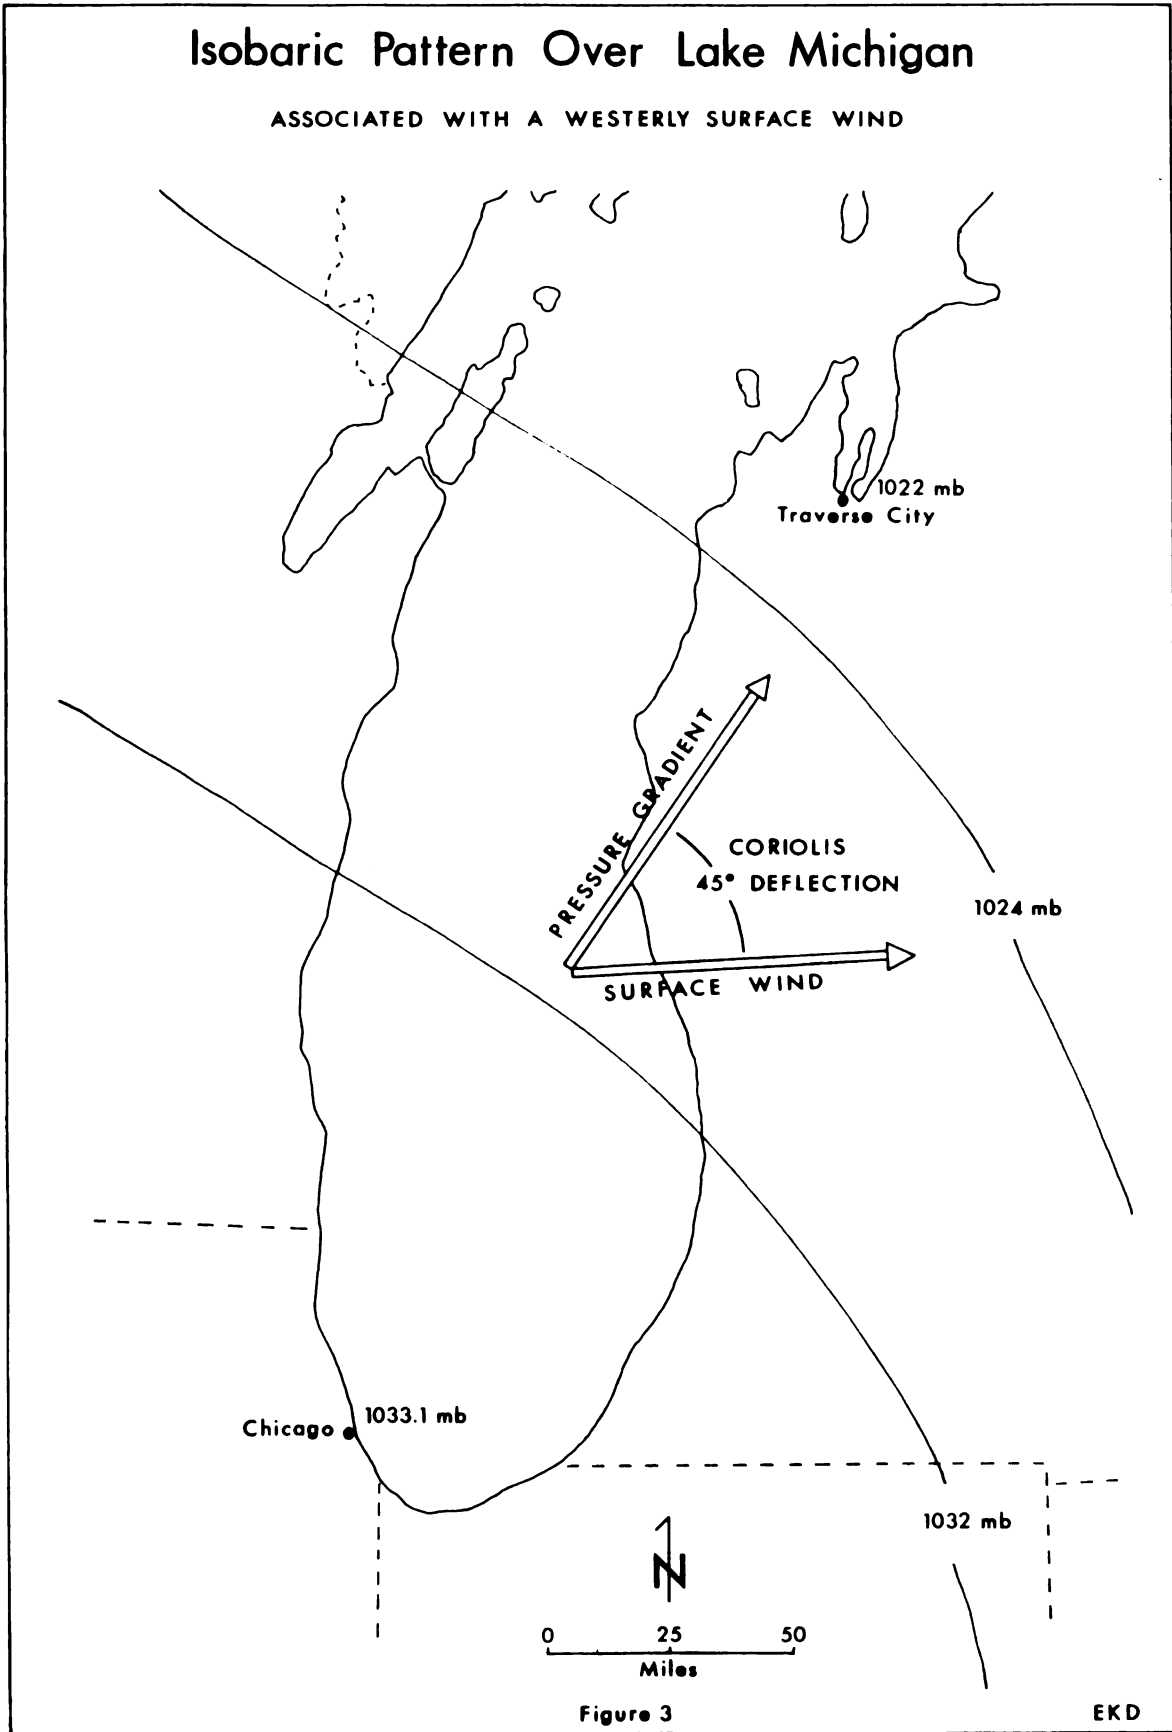 Isobaric Pattern Over Lake Michigan
ASSOCIATED WITH A WESTERLY SURFACE WIND
1022 mb
Traverse City
PRESSURE GRADIENT
CORIOLIS
45° DEFLECTION
1024 mb
SURFACE WIND
1033.1 mb
Chicago
1032 mb
N
0 25 50
Miles
Figure 3
EKD